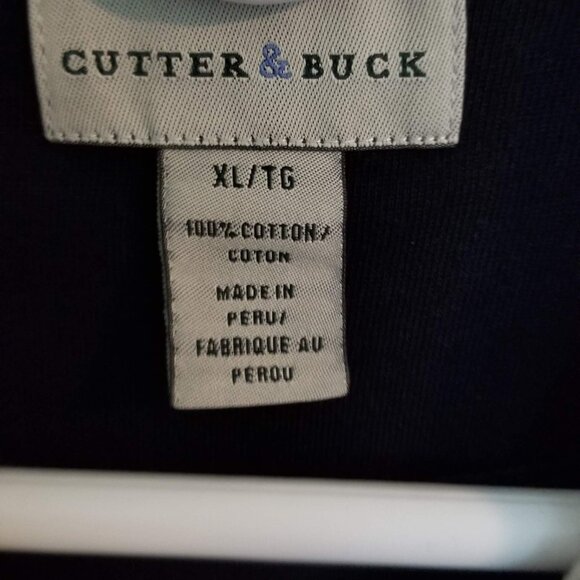 CUTTER & BUCK
XL/TG
100% COTTON/
COTON
MADE IN
PERU/
FABRIQUE AU
PEROU